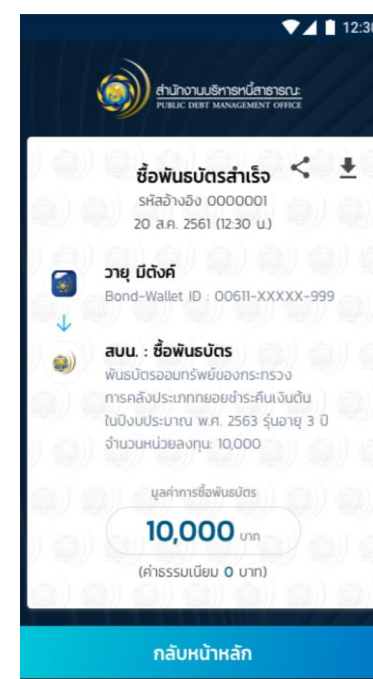 12:30
สำนักงานบริหารหนี้สาธารณะ
PUBLIC DEBT MANAGEMENT OFFICE
ซื้อพันธบัตรสำเร็จ
รหัสอ้างอิง 0000001
20 ส.ค. 2561 (12:30 น.)
วายุ มีตังค์
Bond-Wallet ID : 00611-XXXXX-999
สบน. : ซื้อพันธบัตร
พันธบัตรออมทรัพย์ของกระทรวง
การคลังประเภททยอยชำระคืนเงินต้น
ในปีงบประมาณ พ.ศ. 2563 รุ่นอายุ 3 ปี
จำนวนหน่วยลงทุน: 10,000
มูลค่าการซื้อพันธบัตร
10,000 บาท
(ค่าธรรมเนียม 0 บาท)
กลับหน้าหลัก